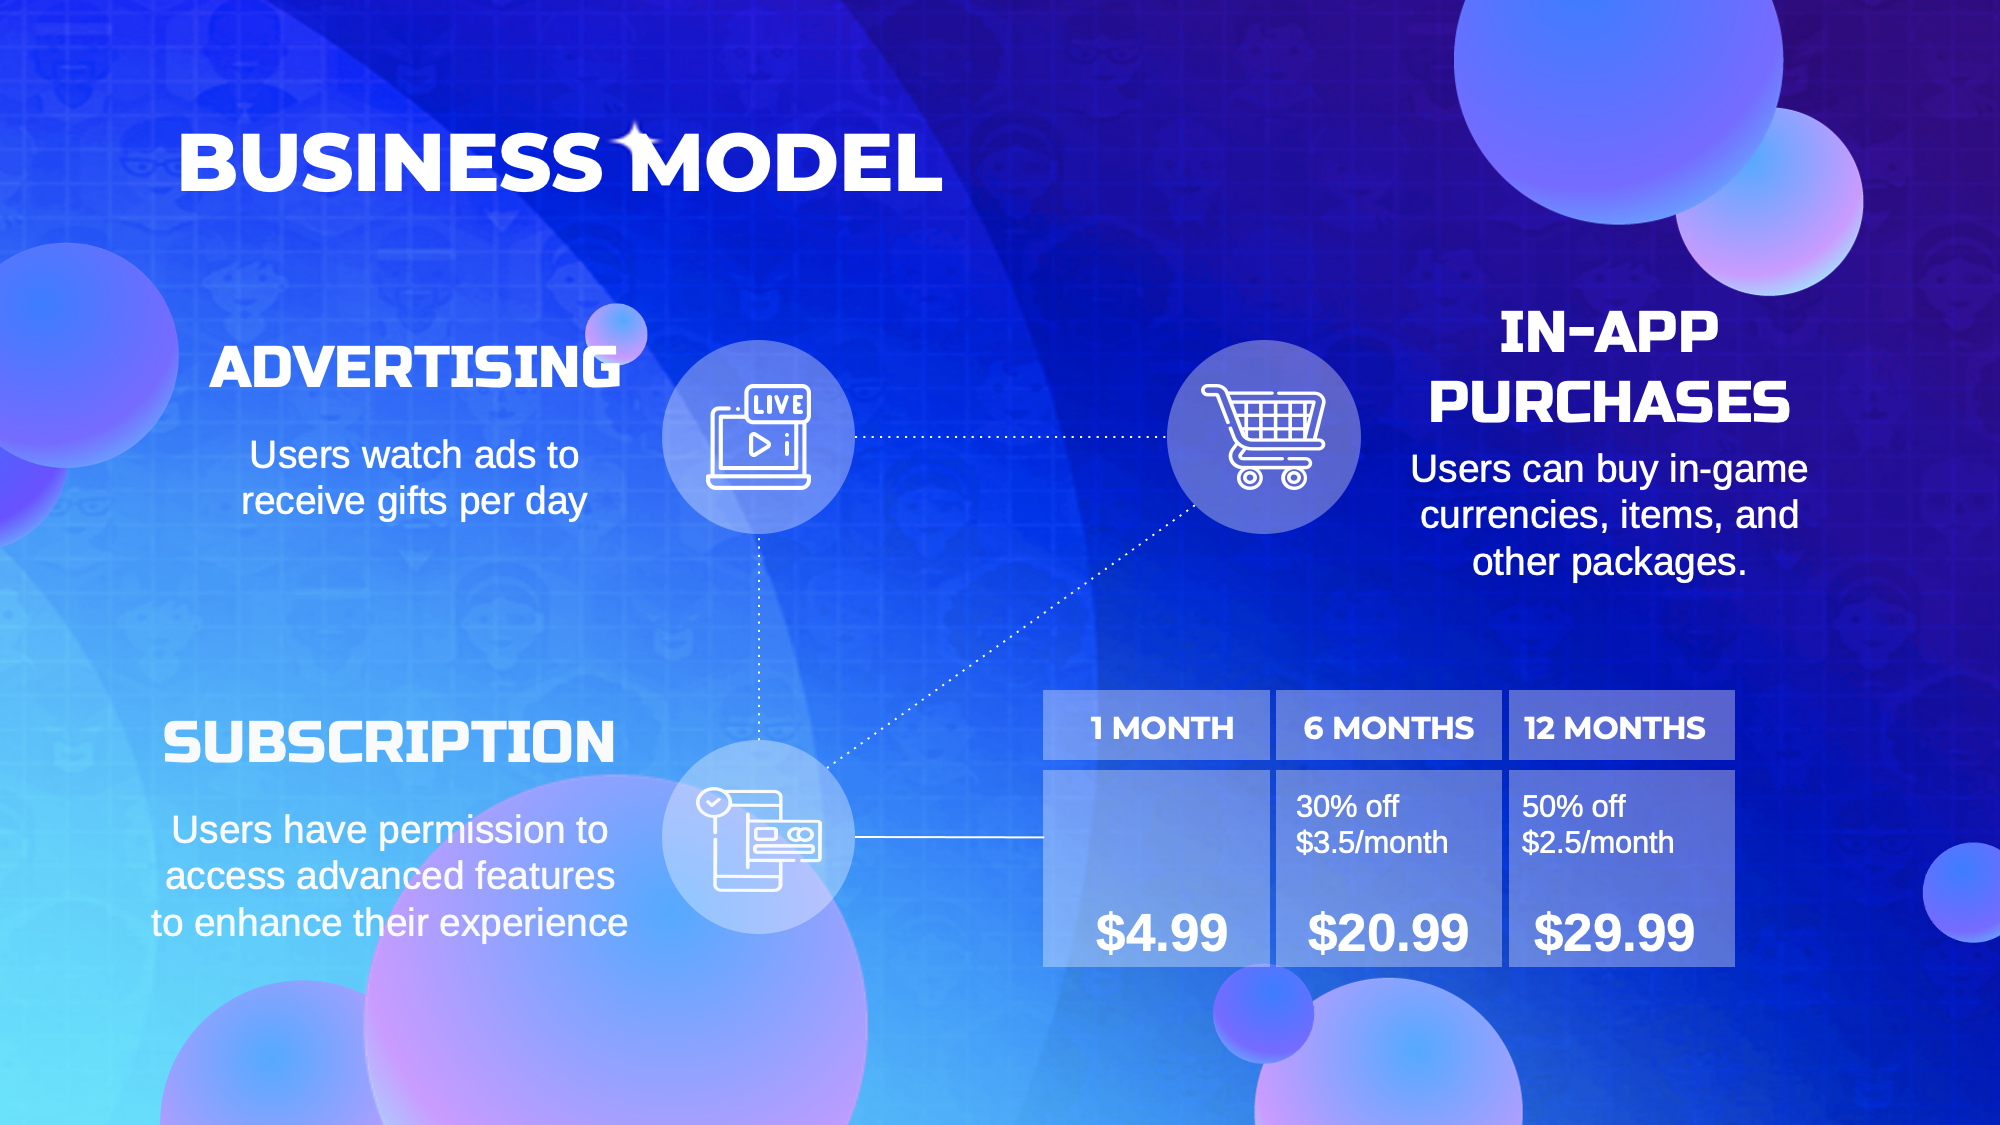 BUSINESS MODEL
ADVERTISING
Users watch ads to
receive gifts per day
LIVE
IN-APP
PURCHASES
Users can buy in-game
currencies, items, and
other packages.
SUBSCRIPTION
Users have permission to
access advanced features
to enhance their experience
1 MONTH
6 MONTHS
12 MONTHS
30% off
$3.5/month
50% off
$2.5/month
$4.99
$20.99
$29.99